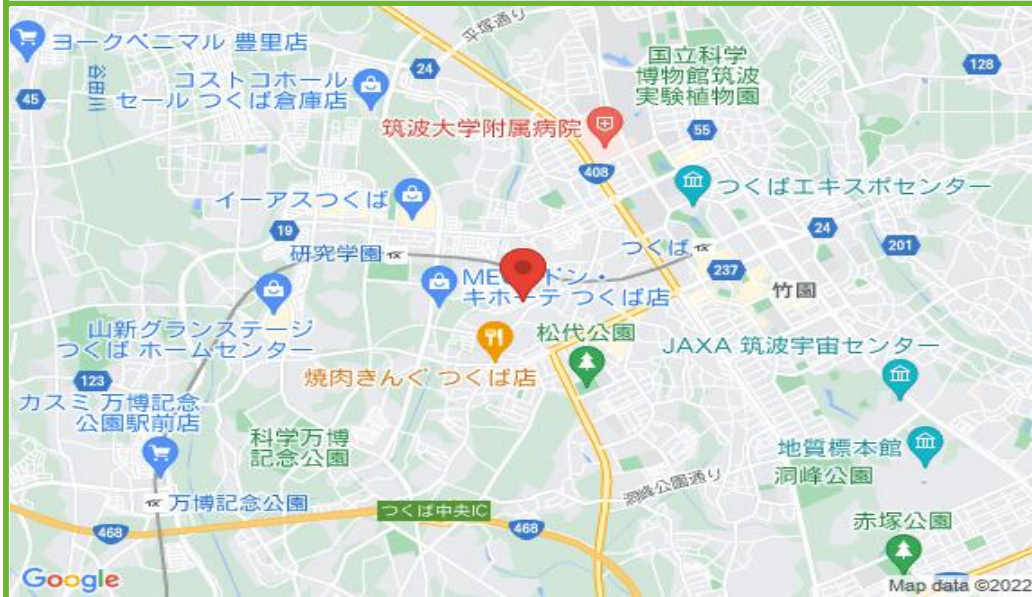 ヨークベニマル 豊里店
谷田川
45
コストコホール
セール つくば倉庫店
24
平塚通り
国立科学
博物館筑波
実験植物園
128
筑波大学附属病院
55
408
つくばエキスポセンター
イーアスつくば
19
研究学園
つくば
24
201
237
竹園
MEGAドン・
キホーテ つくば店
山新グランステージ
つくば ホームセンター
松代公園
JAXA 筑波宇宙センター
焼肉きんぐ つくば店
123
カスミ 万博記念
公園駅前店
科学万博
記念公園
地質標本館
洞峰公園
洞峰公園通り
万博記念公園
つくば中央IC
468
468
赤塚公園
Google
Map data ©2022